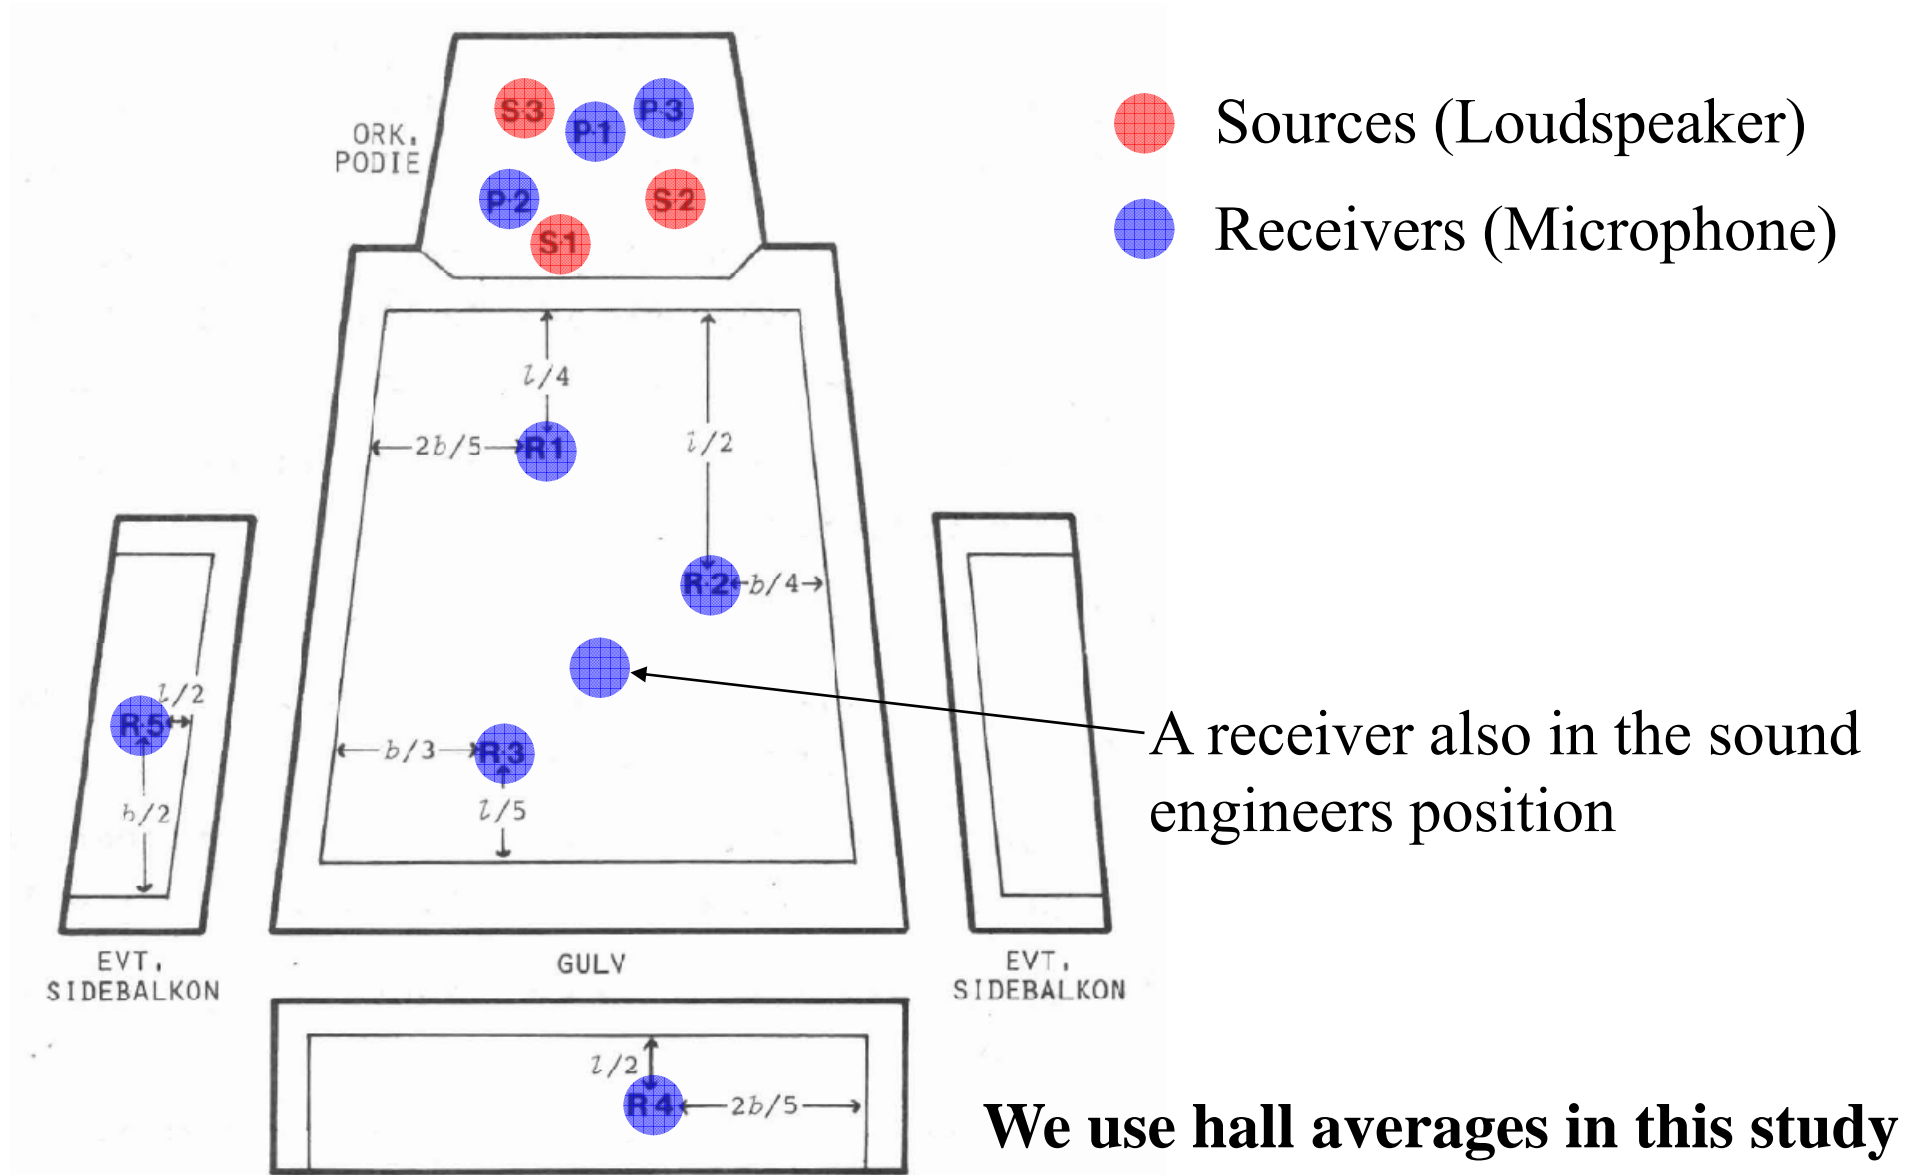 S3
P1
P3
ORK.
PODIE
P2
S2
S1
Sources (Loudspeaker)
Receivers (Microphone)
l/4
2b/5
R1
l/2
R2
b/4
l/2
R5
b/2
b/3
R3
l/5
A receiver also in the sound
engineers position
EVT.
SIDEBALKON
GULV
EVT.
SIDEBALKON
l/2
R4
2b/5
We use hall averages in this study